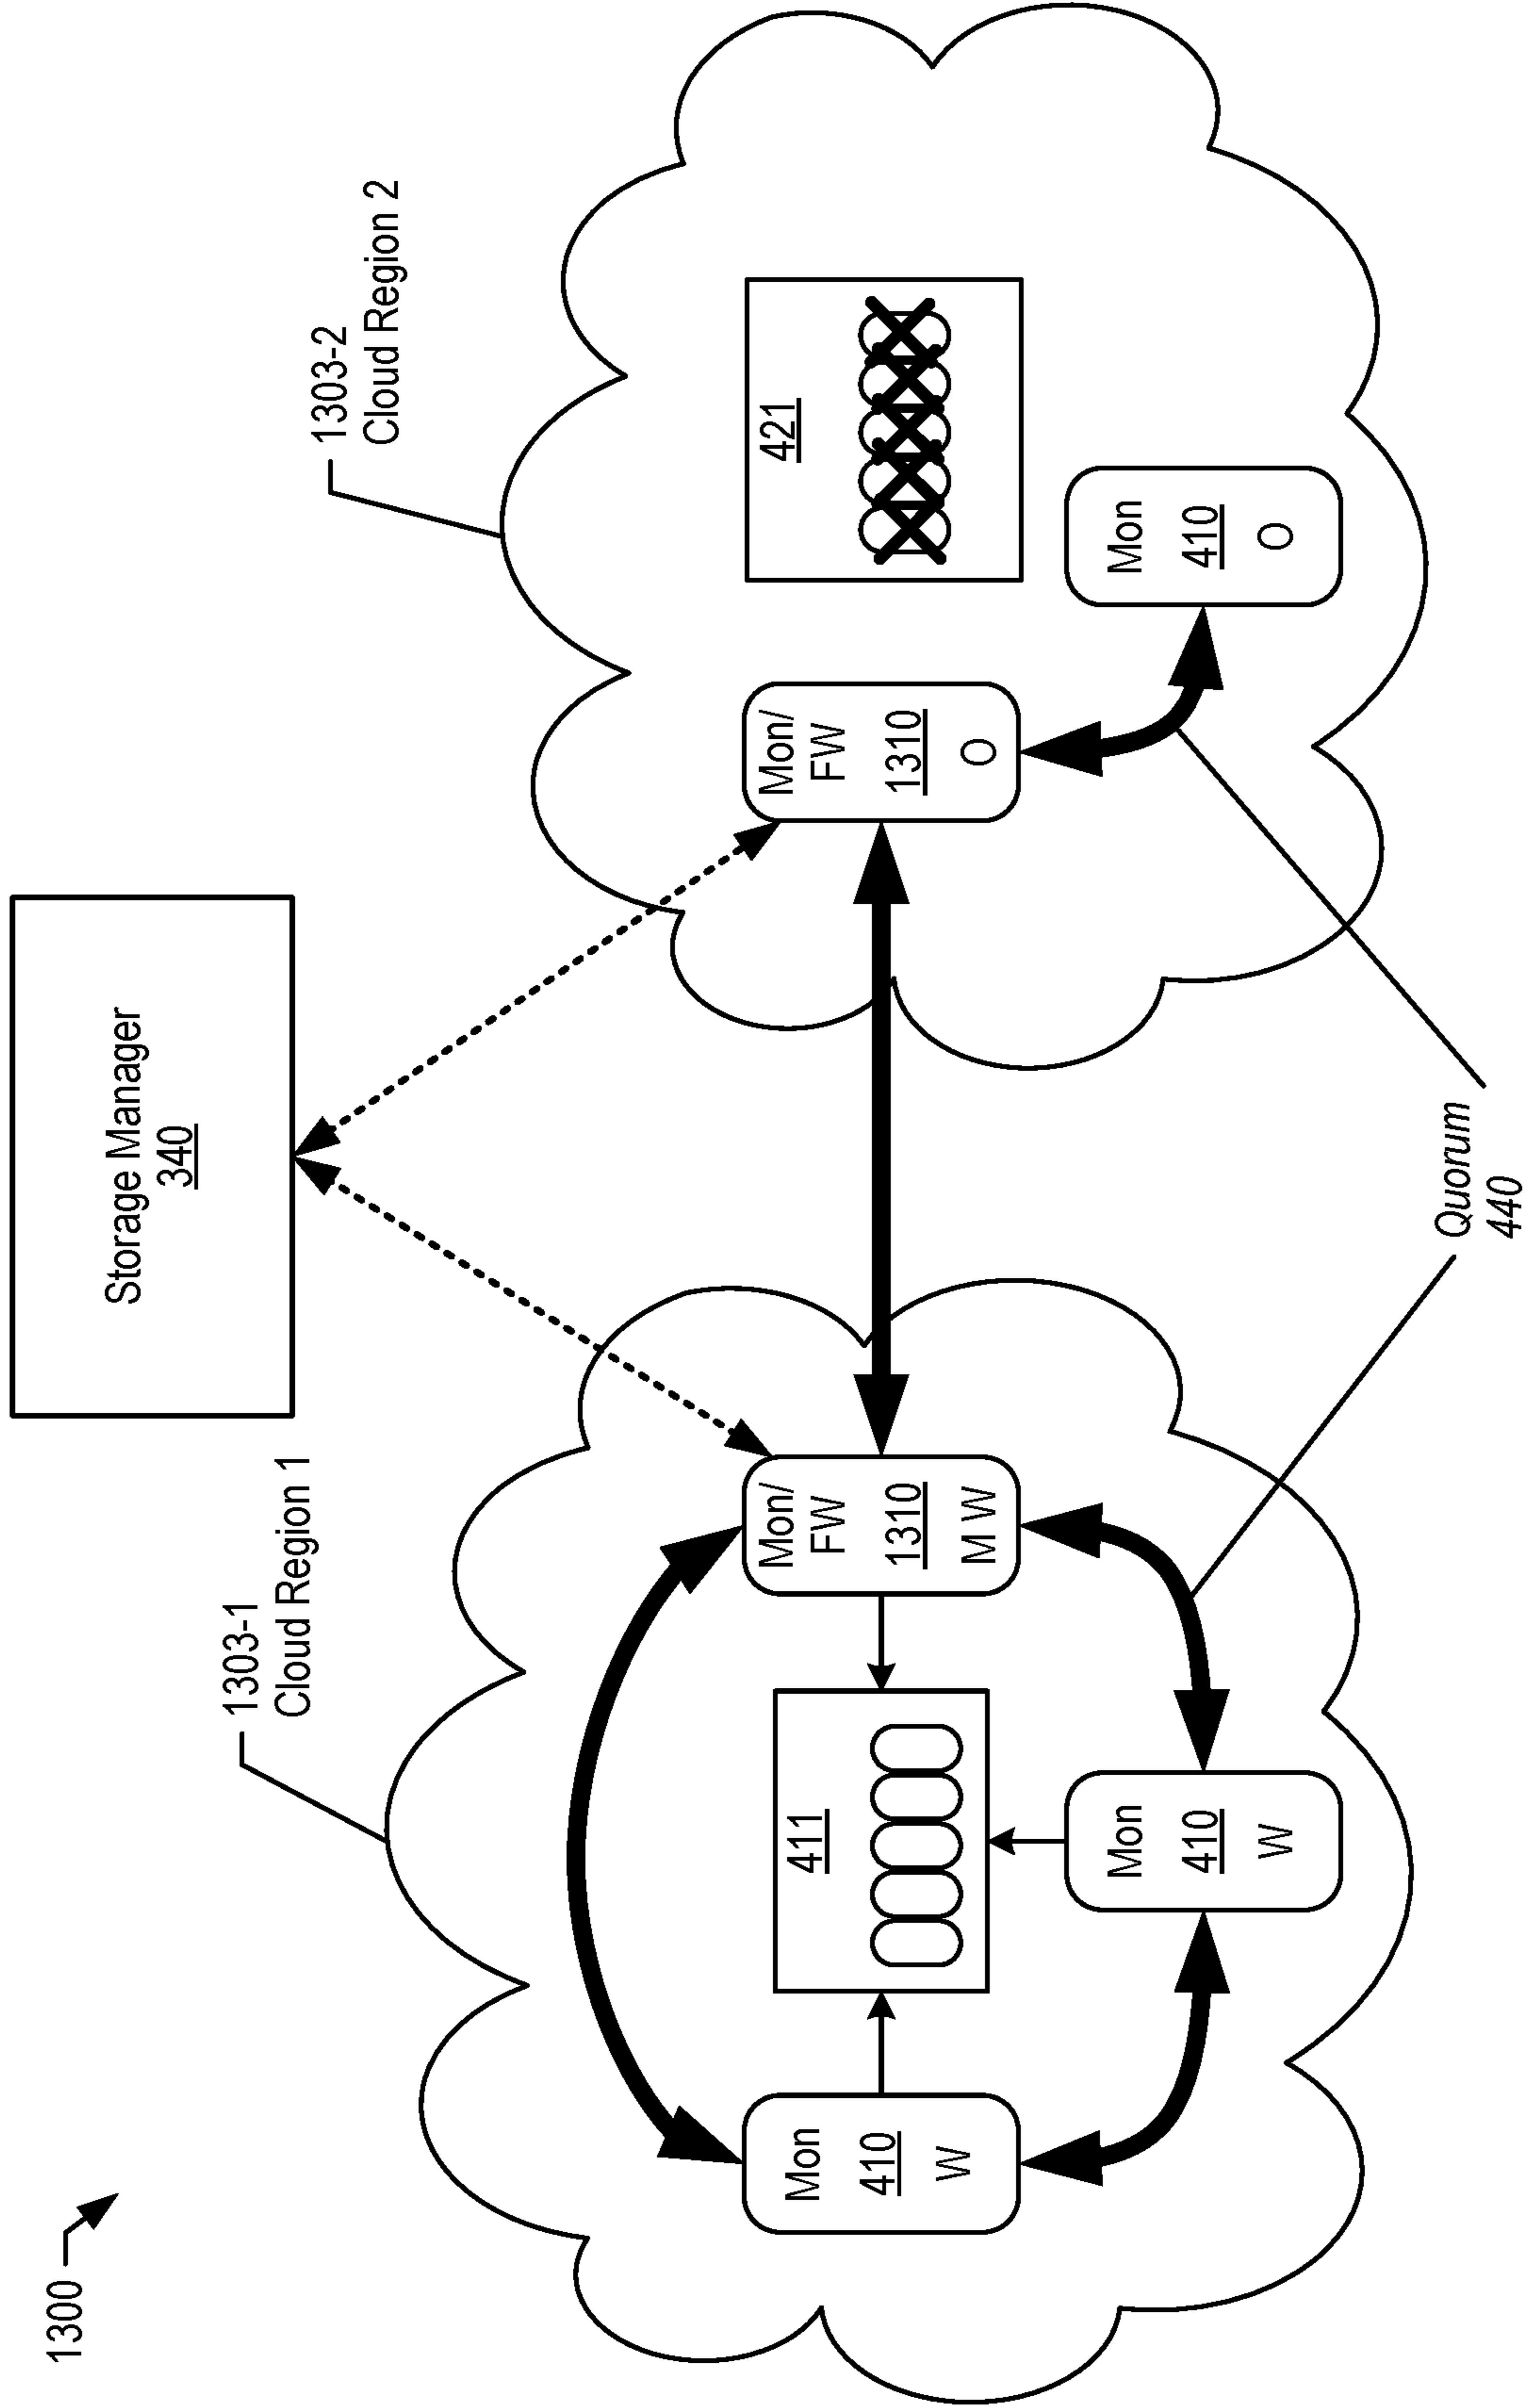 1300
Storage Manager
340
1303-1
Cloud Region 1
1303-2
Cloud Region 2
Mon
410
W
411
Mon
410
W
Mon/
FW
1310
M W
Mon/
FW
1310
O
421
Mon
410
O
Quorum
440